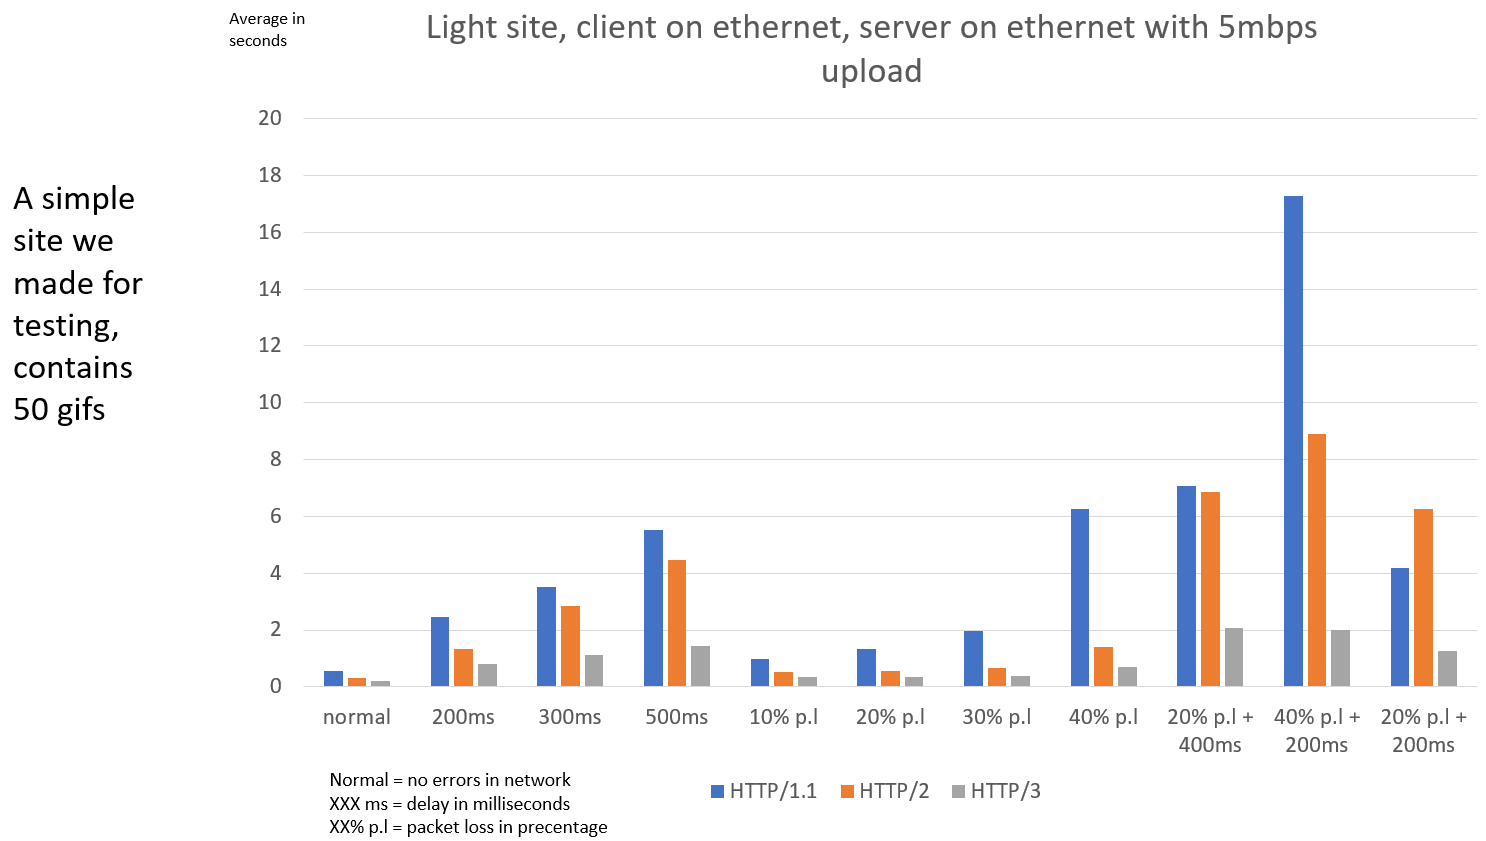 Average in
seconds
Light site, client on ethernet, server on ethernet with 5mbps
upload
A simple
site we
made for
testing,
contains
50 gifs
20
18
16
14
12
10
8
6
4
2
0
normal
200ms
300ms
500ms
10% p.l
20% p.l
30% p.l
40% p.l
20% p.l +
400ms
40% p.l +
200ms
20% p.l +
200ms
Normal = no errors in network
XXX ms = delay in milliseconds
XX% p.l = packet loss in precentage
HTTP/1.1
HTTP/2
HTTP/3